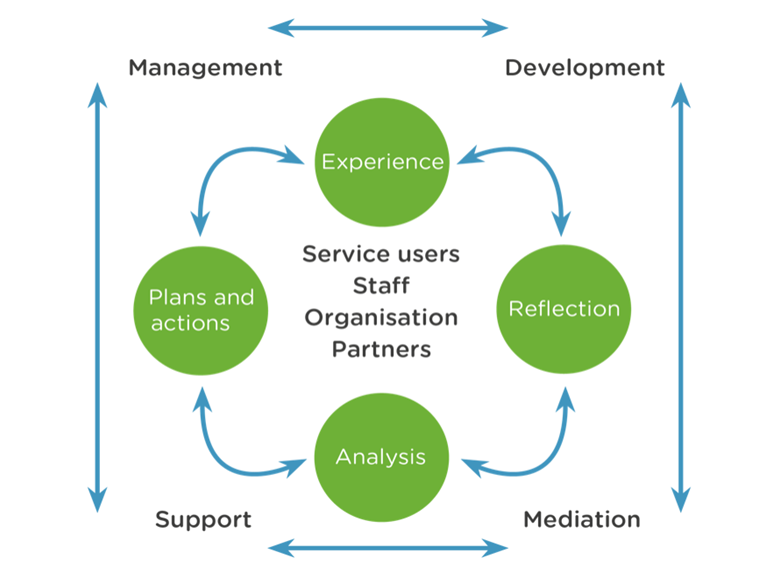 Management
Development
Experience
Service users
Staff
Organisation
Partners
Plans and
actions
Reflection
Analysis
Support
Mediation